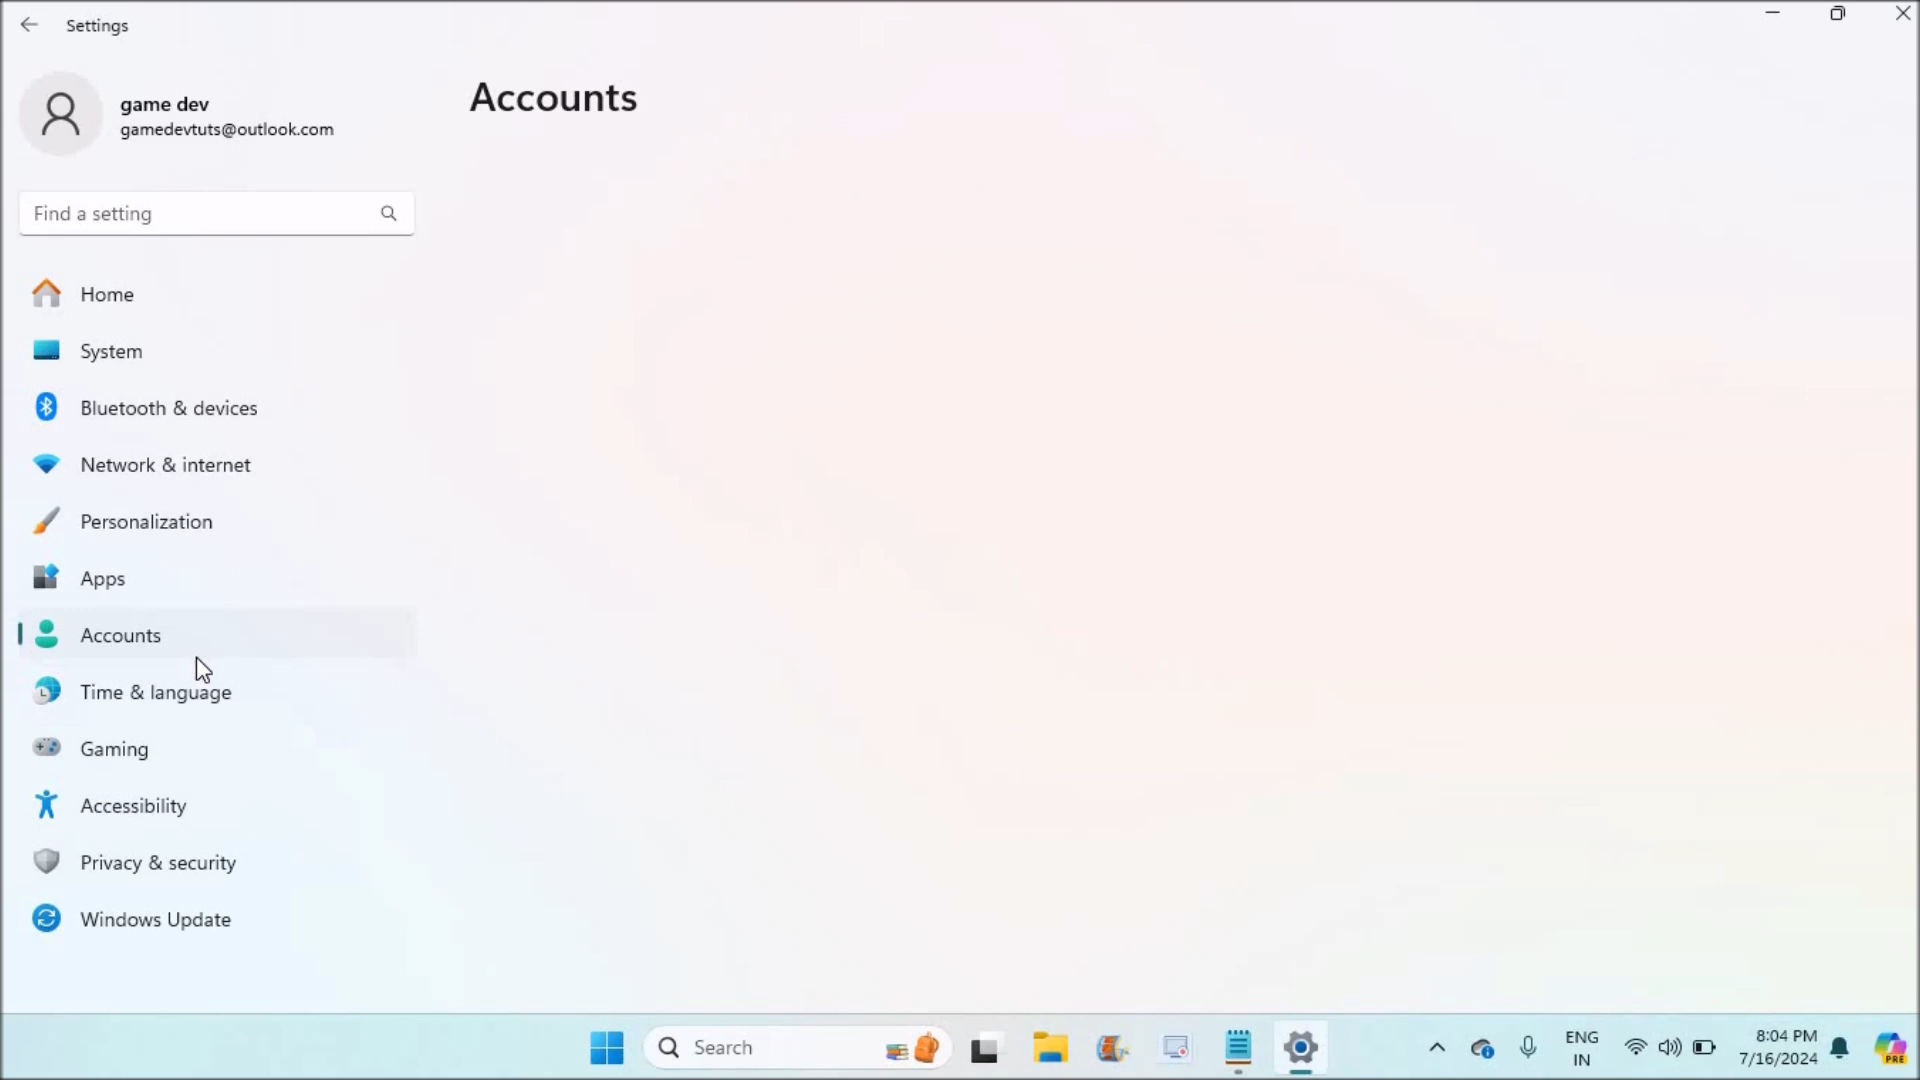 Settings
game dev
gamedevtuts@outlook.com
Find a setting
Home
System
Bluetooth & devices
Network & internet
Personalization
Apps
Accounts
Time & language
Gaming
Accessibility
Privacy & security
Windows Update
Accounts
Search
ENG
IN
8:04 PM
7/16/2024
PRE